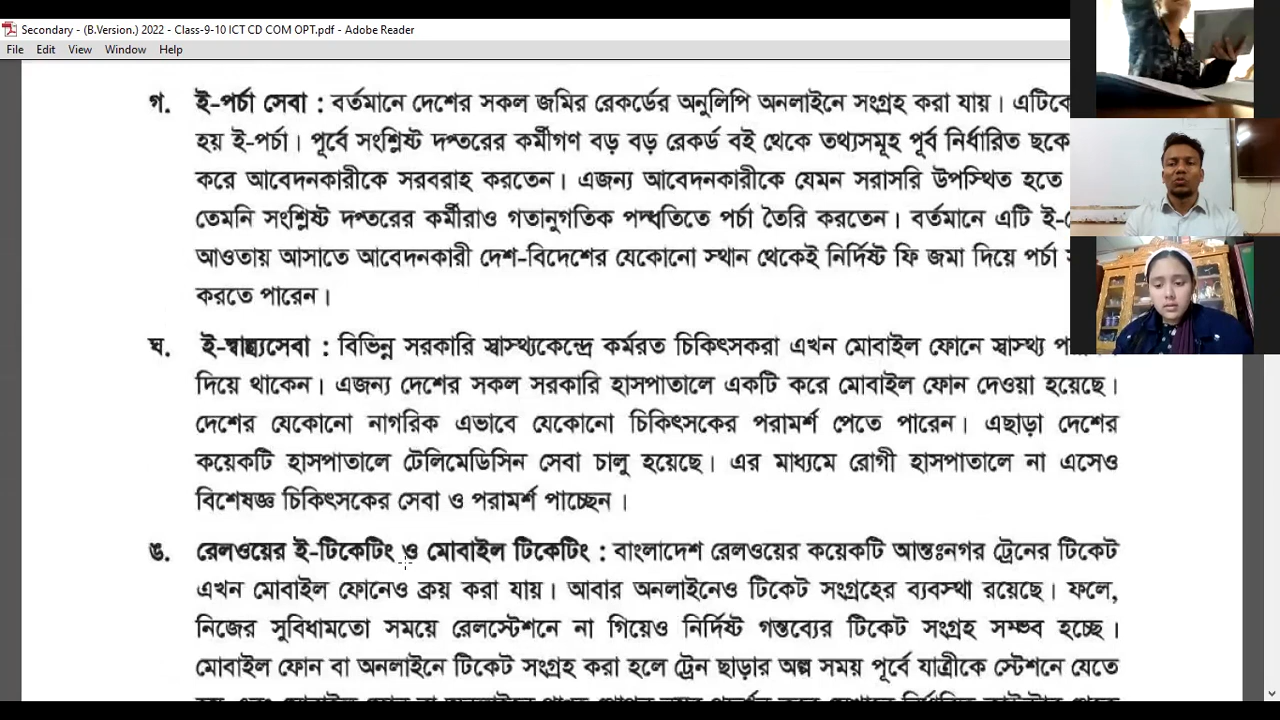 Secondary - (B.Version.) 2022 - Class-9-10 ICT CD COM OPT.pdf - Adobe Reader
File Edit View Window Help
গ. ই-পর্চা সেবা : বর্তমানে দেশের সকল জমির রেকর্ডের অনুলিপি অনলাইনে সংগ্রহ করা যায়।
হয় ই-পর্চা। পূর্বে সংশ্লিষ্ট দপ্তরের কর্মীগণ বড় বড় রেকর্ড বই থেকে তথ্যসমূহ পূর্ব নির্ধারিত ছকে
করে আবেদনকারীকে সরবরাহ করতেন। এজন্য আবেদনকারীকে যেমন সরাসরি উপস্থিত হতে
তেমনি সংশ্লিষ্ট দপ্তরের কর্মীরাও গতানুগতিক পদ্ধতিতে পর্চা তৈরি করতেন। বর্তমানে এটি
আওতায় আসাতে আবেদনকারী দেশ-বিদেশের যেকোনো স্থান থেকেই নির্দিষ্ট ফি জমা দিয়ে পর্চা
করতে পারেন।
ঘ. ই-স্বাস্থ্যসেবা : বিভিন্ন সরকারি স্বাস্থ্যকেন্দ্রে কর্মরত চিকিৎসকরা এখন মোবাইল ফোনে স্বাস্থ্য
দিয়ে থাকেন। এজন্য দেশের সকল সরকারি হাসপাতালে একটি করে মোবাইল ফোন দেওয়া হয়েছে।
দেশের যেকোনো নাগরিক এভাবে যেকোনো চিকিৎসকের পরামর্শ পেতে পারেন। এছাড়া দেশের
কয়েকটি হাসপাতালে টেলিমেডিসিন সেবা চালু হয়েছে। এর মাধ্যমে রোগী হাসপাতালে না এসেও
বিশেষজ্ঞ চিকিৎসকের সেবা ও পরামর্শ পাচ্ছেন ।
ঙ. রেলওয়ের ই-টিকেটিং ও মোবাইল টিকেটিং : বাংলাদেশ রেলওয়ের কয়েকটি আন্তঃনগর ট্রেনের টিকেট
এখন মোবাইল ফোনেও ক্রয় করা যায়। আবার অনলাইনেও টিকেট সংগ্রহের ব্যবস্থা রয়েছে। ফলে,
নিজের সুবিধামতো সময়ে রেলস্টেশনে না গিয়েও নির্দিষ্ট গন্তব্যের টিকেট সংগ্রহ সম্ভব হচ্ছে ।
মোবাইল ফোন বা অনলাইনে টিকেট সংগ্রহ করা হলে ট্রেন ছাড়ার অল্প সময় পূর্বে যাত্রীকে স্টেশনে যেতে